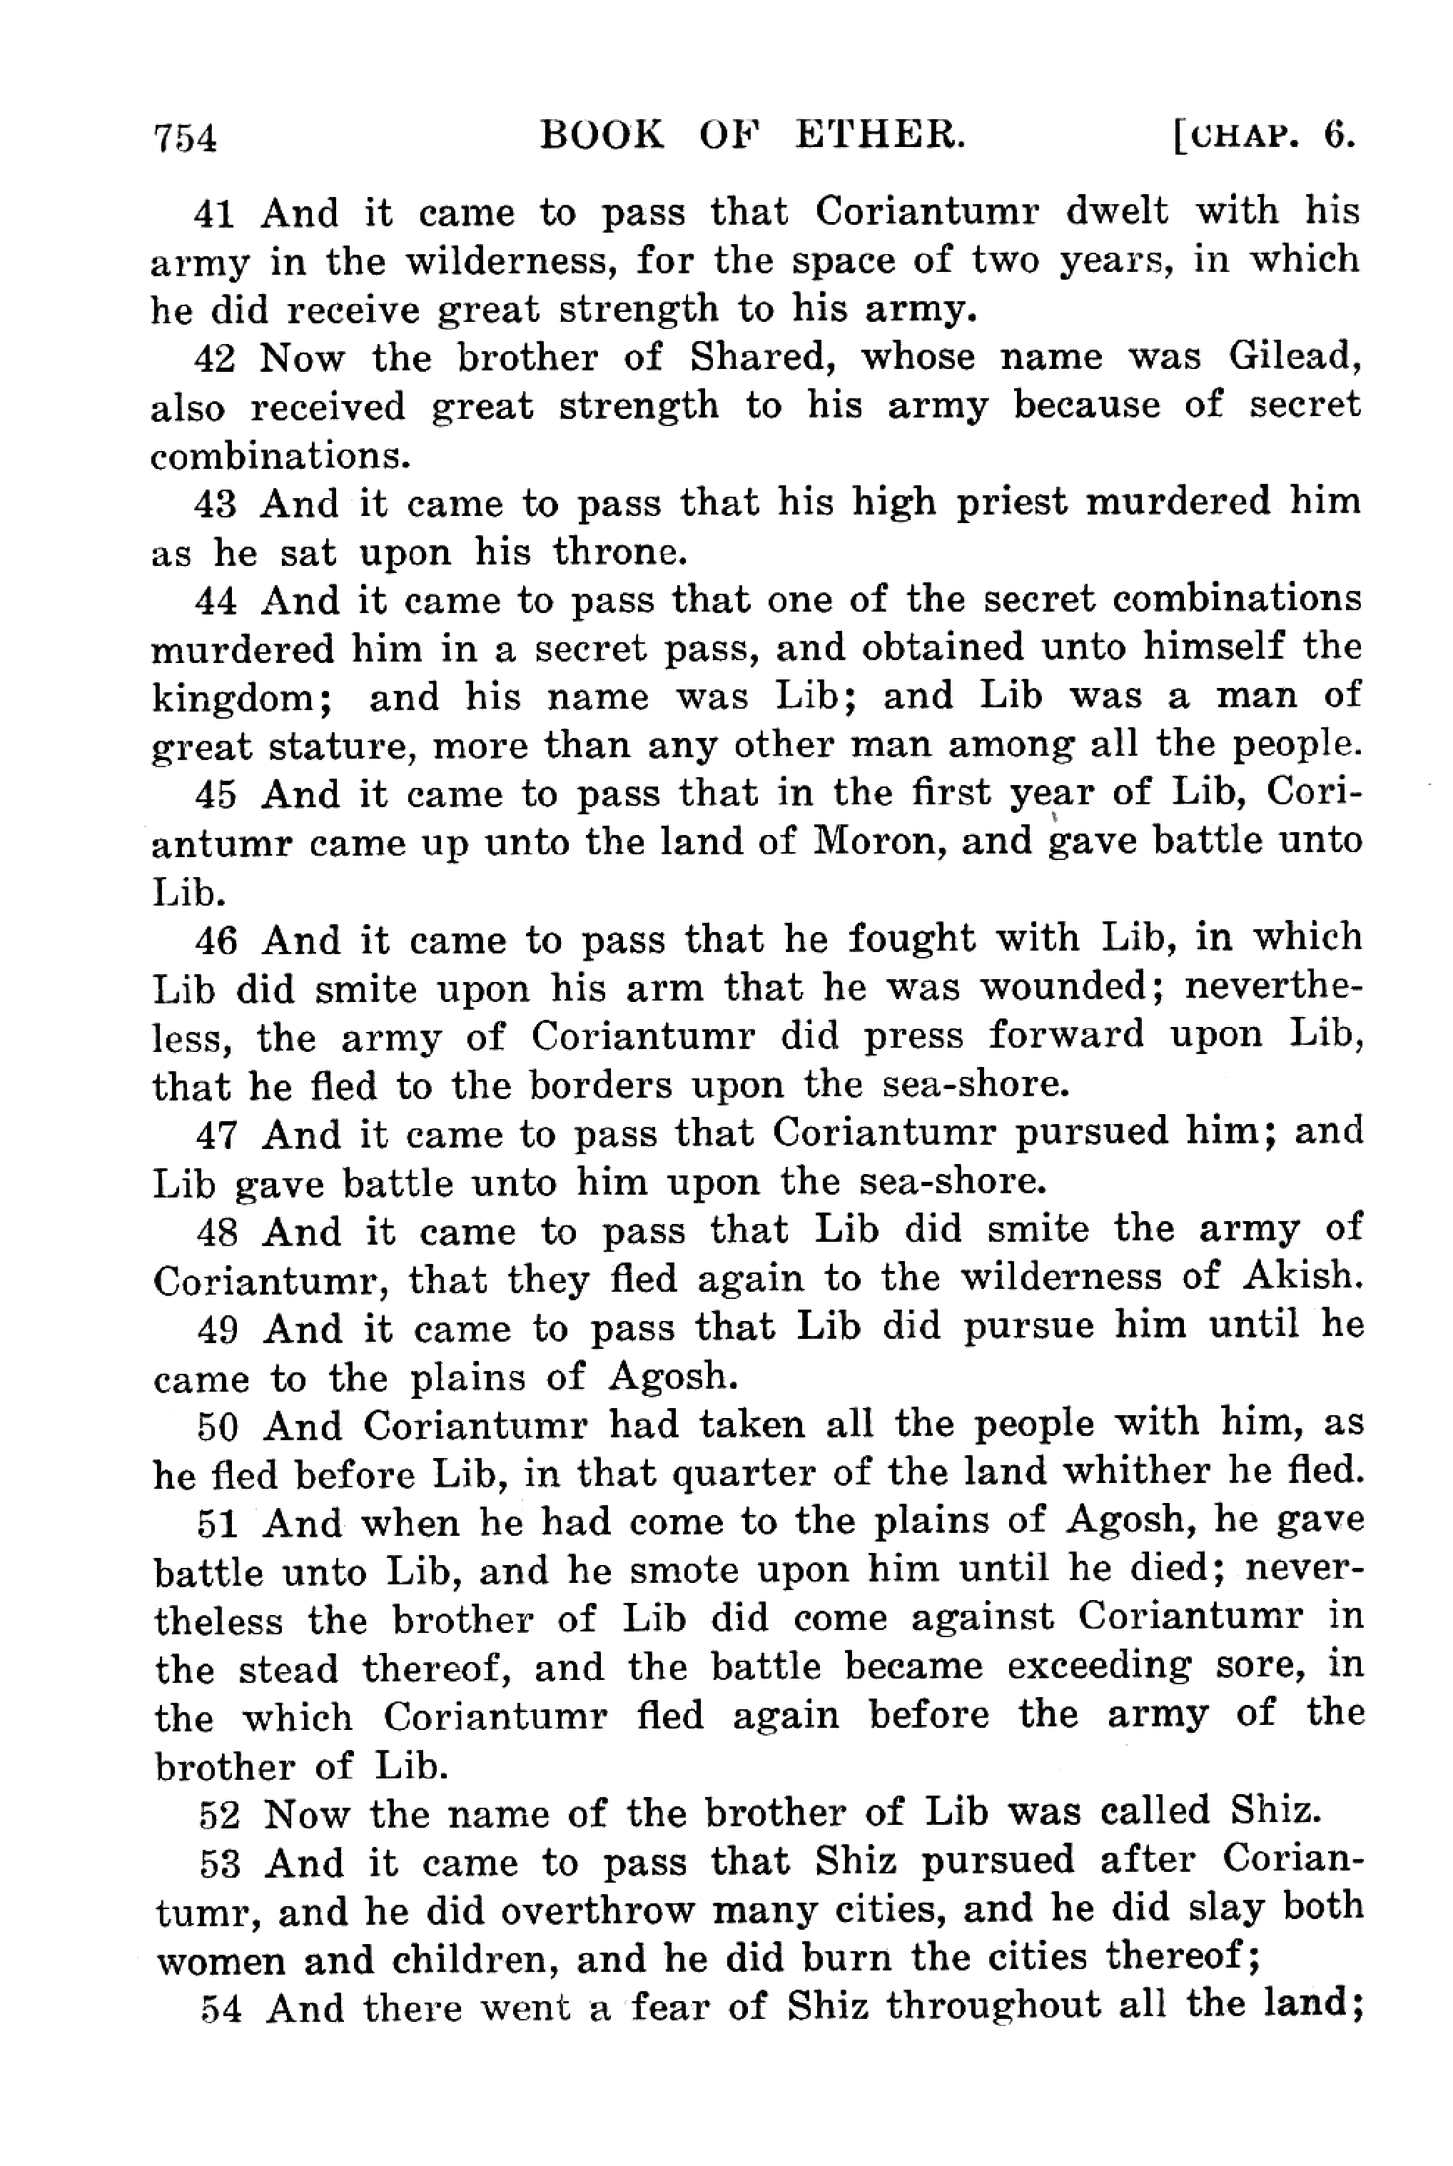 754 BOOK OF ETHER. [CHAP. 6.
41 And it came to pass that Coriantumr dwelt with his
army in the wilderness, for the space of two years, in which
he did receive great strength to his army.
42 Now the brother of Shared, whose name was Gilead,
also received great strength to his army because of secret
combinations.
43 And it came to pass that his high priest murdered him
as he sat upon his throne.
44 And it came to pass that one of the secret combinations
murdered him in a secret pass, and obtained unto himself the
kingdom; and his name was Lib; and Lib was a man of
great stature, more than any other man among all the people.
45 And it came to pass that in the first year of Lib, Cori-
antumr came up unto the land of Moron, and gave battle unto
Lib.
46 And it came to pass that he fought with Lib, in which
Lib did smite upon his arm that he was wounded; neverthe-
less, the army of Coriantumr did press forward upon Lib,
that he fled to the borders upon the sea-shore.
47 And it came to pass that Coriantumr pursued him; and
Lib gave battle unto him upon the sea-shore.
48 And it came to pass that Lib did smite the army of
Coriantumr, that they fled again to the wilderness of Akish.
49 And it came to pass that Lib did pursue him until he
came to the plains of Agosh.
50 And Coriantumr had taken all the people with him, as
he fled before Lib, in that quarter of the land whither he fled.
51 And when he had come to the plains of Agosh, he gave
battle unto Lib, and he smote upon him until he died; never-
theless the brother of Lib did come against Coriantumr in
the stead thereof, and the battle became exceeding sore, in
the which Coriantumr fled again before the army of the
brother of Lib.
52 Now the name of the brother of Lib was called Shiz.
53 And it came to pass that Shiz pursued after Corian-
tumr, and he did overthrow many cities, and he did slay both
women and children, and he did burn the cities thereof;
54 And there went a fear of Shiz throughout all the land;